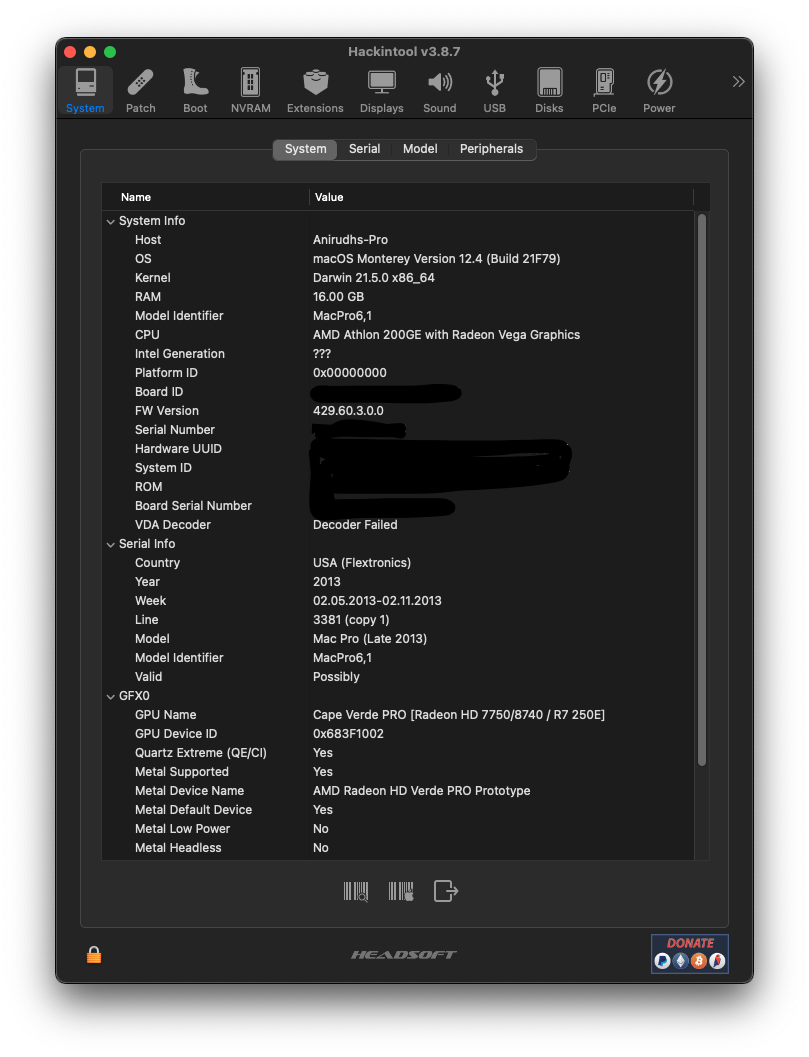 Hackintool v3.8.7
System Patch Boot NVRAM Extensions Displays Sound USB Disks PCIe Power
System Serial Model Peripherals
Name Value
System Info
Host Anirudhs-Pro
OS macOS Monterey Version 12.4 (Build 21F79)
Kernel Darwin 21.5.0 x86_64
RAM 16.00 GB
Model Identifier MacPro6,1
CPU AMD Athlon 200GE with Radeon Vega Graphics
Intel Generation ???
Platform ID 0x00000000
Board ID
FW Version 429.60.3.0.0
Serial Number
Hardware UUID
System ID
ROM
Board Serial Number
VDA Decoder Decoder Failed
Serial Info
Country USA (Flextronics)
Year 2013
Week 02.05.2013-02.11.2013
Line 3381 (copy 1)
Model Mac Pro (Late 2013)
Model Identifier MacPro6,1
Valid Possibly
GFX0
GPU Name Cape Verde PRO [Radeon HD 7750/8740 / R7 250E]
GPU Device ID 0x683F1002
Quartz Extreme (QE/CI) Yes
Metal Supported Yes
Metal Device Name AMD Radeon HD Verde PRO Prototype
Metal Default Device Yes
Metal Low Power No
Metal Headless No
HEADSOFT
DONATE